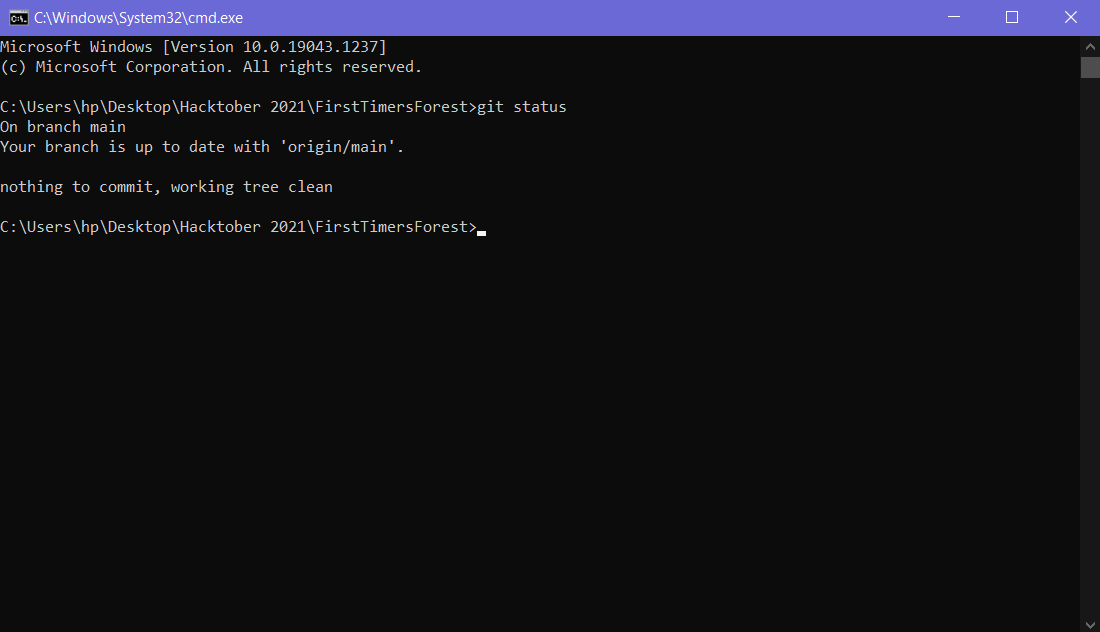 C:\Windows\System32\cmd.exe
Microsoft Windows [Version 10.0.19043.1237]
(c) Microsoft Corporation. All rights reserved.
C:\Users\hp\Desktop\Hacktober 2021\FirstTimersForest>git status
On branch main
Your branch is up to date with 'origin/main'.
nothing to commit, working tree clean
C:\Users\hp\Desktop\Hacktober 2021\FirstTimersForest>